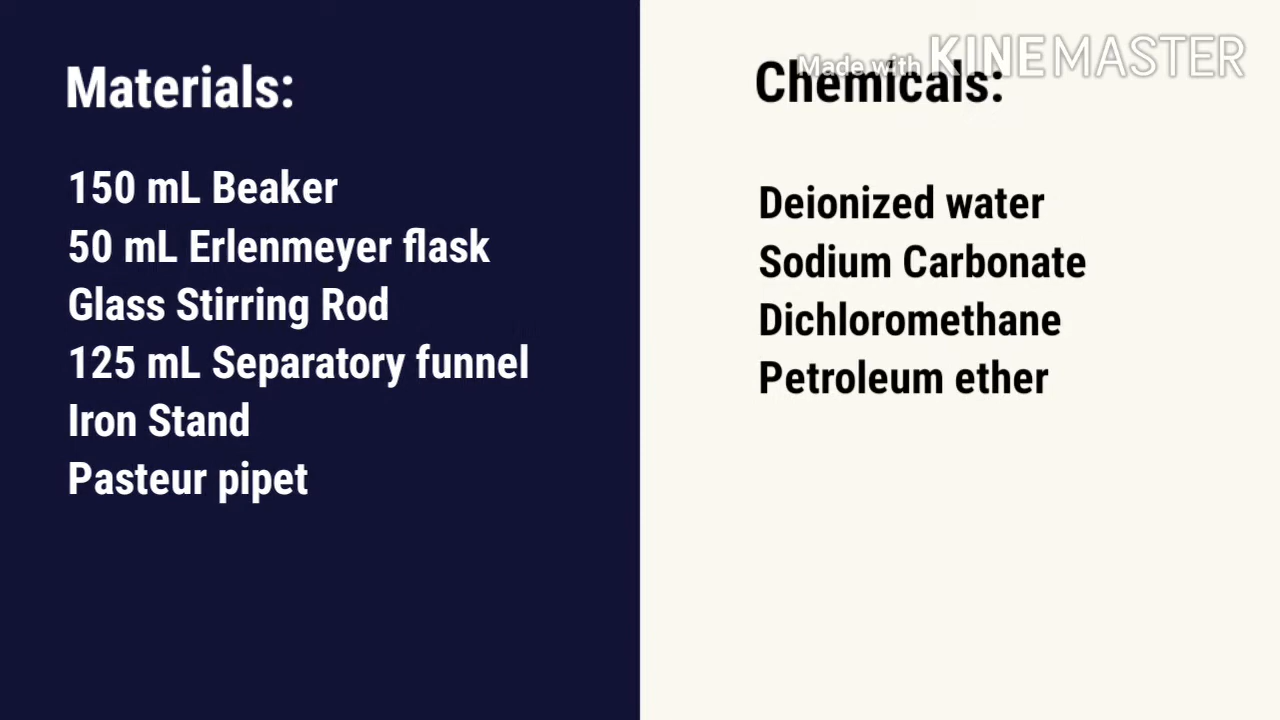 Materials:
150 mL Beaker
50 mL Erlenmeyer flask
Glass Stirring Rod
125 mL Separatory funnel
Iron Stand
Pasteur pipet
Made with KINEMASTER
Chemicals:
Deionized water
Sodium Carbonate
Dichloromethane
Petroleum ether